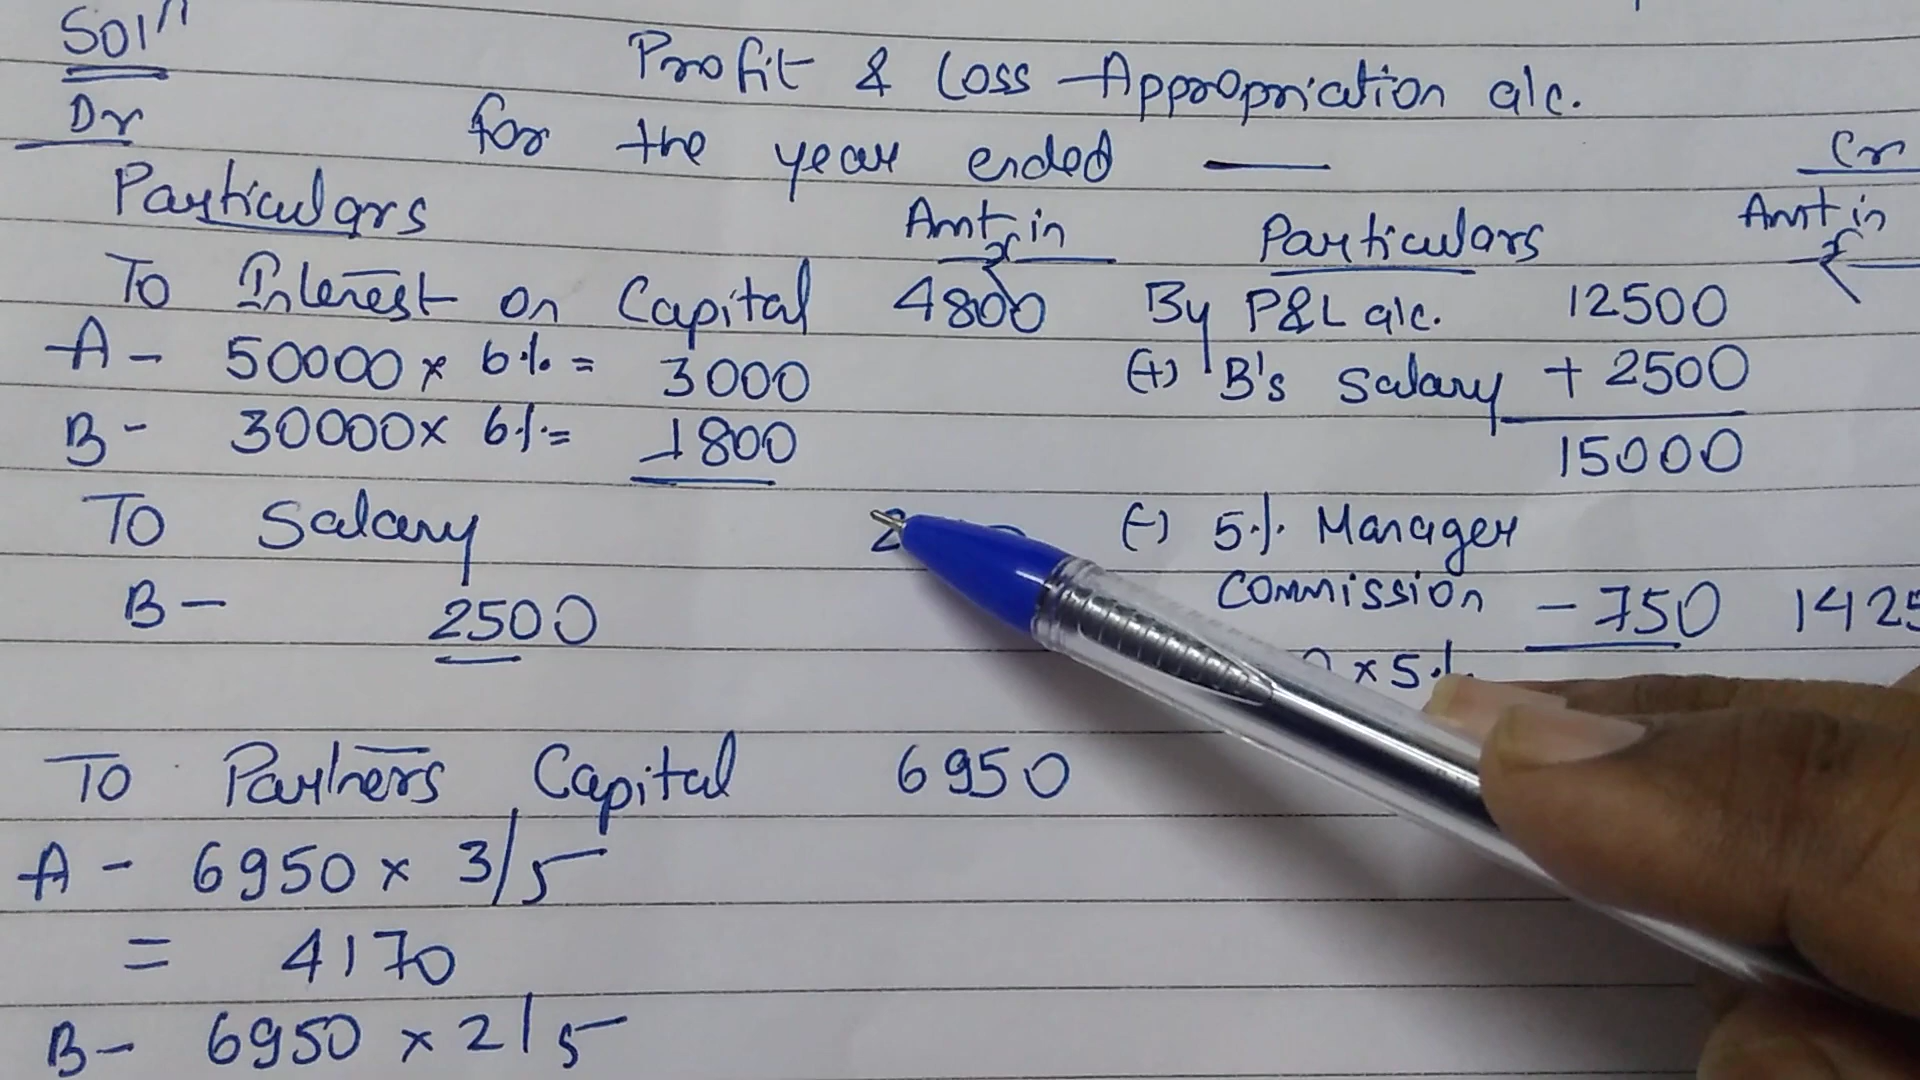 Soln
Profit & Loss Appropriation a/c.
Dr
for the year ended —
Cr
Particulars
Amt in ₹
Particulars
Amt in ₹
To Interest on Capital 4800
By P&L a/c. 12500
A - 50000 x 6% = 3000
(+) B's Salary + 2500
B - 30000 x 6% = 1800
15000
To Salary
(-) 5% Manager
B - 2500
Commission - 750
x 5%
To Partners Capital 6950
A - 6950 x 3/5
= 4170
B - 6950 x 2/5